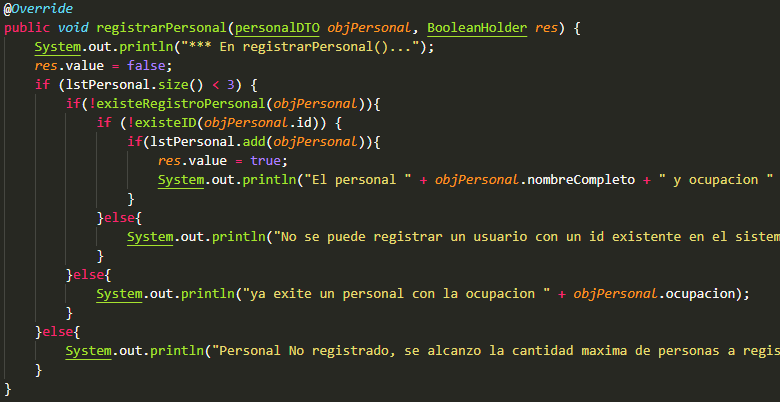 @Override
public void registrarPersonal(personalDTO objPersonal, BooleanHolder res) {
System.out.println("*** En registrarPersonal()...");
res.value = false;
if (lstPersonal.size() < 3) {
if(!existeRegistroPersonal(objPersonal)){
if (!existeID(objPersonal.id)) {
if(lstPersonal.add(objPersonal)){
res.value = true;
System.out.println("El personal " + objPersonal.nombreCompleto + " y ocupacion "
}
}else{
System.out.println("No se puede registrar un usuario con un id existente en el sistem
}
}else{
System.out.println("ya exite un personal con la ocupacion " + objPersonal.ocupacion);
}
}else{
System.out.println("Personal No registrado, se alcanzo la cantidad maxima de personas a regis
}
}